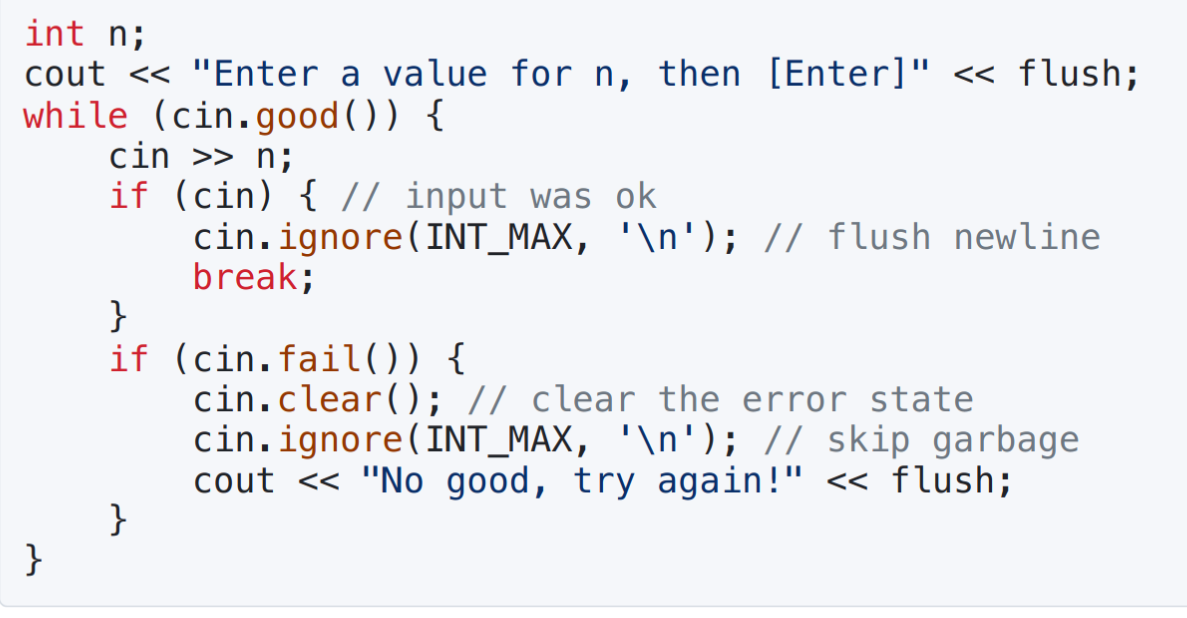 int n;
cout << "Enter a value for n, then [Enter]" << flush;
while (cin.good()) {
    cin >> n;
    if (cin) { // input was ok
        cin.ignore(INT_MAX, '\n'); // flush newline
        break;
    }
    if (cin.fail()) {
        cin.clear(); // clear the error state
        cin.ignore(INT_MAX, '\n'); // skip garbage
        cout << "No good, try again!" << flush;
    }
}